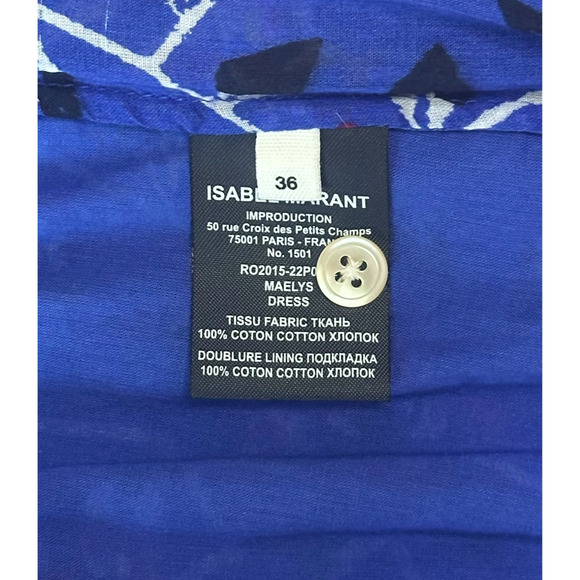 36
ISABEL MARANT
IMPRODUCTION
50 rue Croix des Petits Champs
75001 PARIS - FRAN
No. 1501
RO2015-22P0
MAELYS
DRESS
TISSU FABRIC ТКАНЬ
100% COTON COTTON ХЛОПОК
DOUBLURE LINING ПОДКЛАДКА
100% COTON COTTON ХЛОПОК